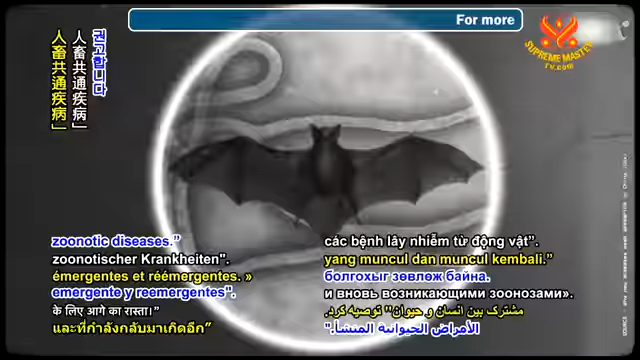 For more
SUPREME MASTER
TV.com
권고합니다
人畜共通疾病
人畜共通疾病」
zoonotic diseases."
zoonotischer Krankheiten".
émergentes et réémergentes. »
emergente y reemergentes".
के लिए आगे का रास्ता।"
และที่กำลังกลับมาเกิดอีก"
các bệnh lây nhiễm từ động vật".
yang muncul dan muncul kembali."
болгохыг зөвлөж байна.
и вновь возникающими зоонозами».
مشترک بین انسان و حیوان" توصیه کرد.
الأمراض الحيوانية المنشأ."